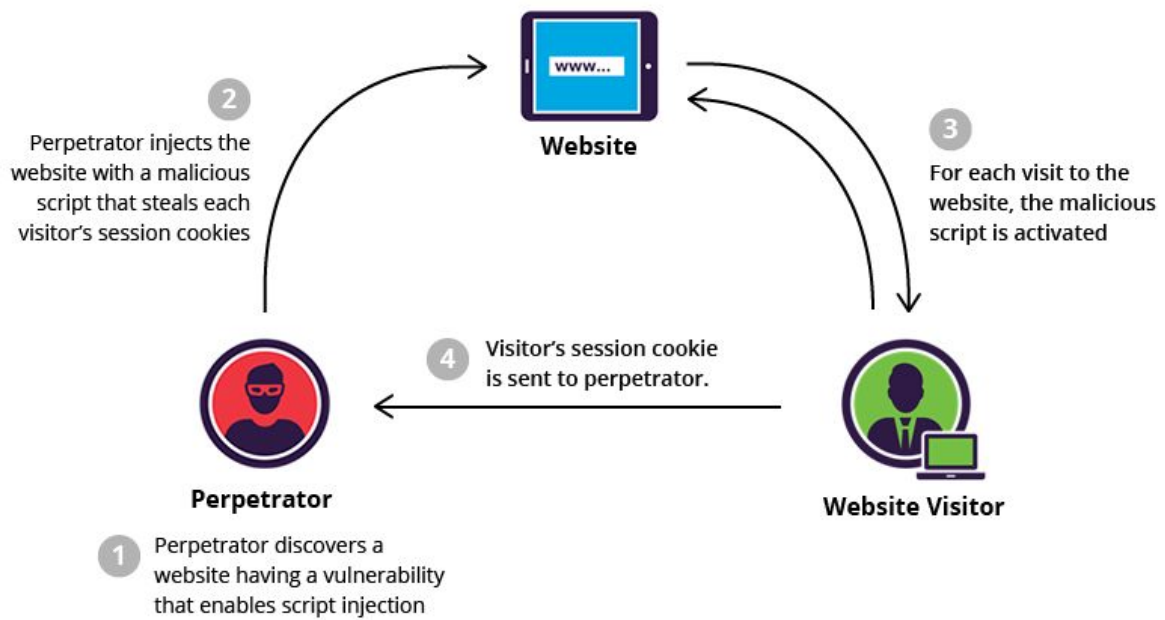 www...
Website
2
Perpetrator injects the
website with a malicious
script that steals each
visitor's session cookies
3
For each visit to the
website, the malicious
script is activated
4
Visitor's session cookie
is sent to perpetrator.
Perpetrator
Website Visitor
1
Perpetrator discovers a
website having a vulnerability
that enables script injection